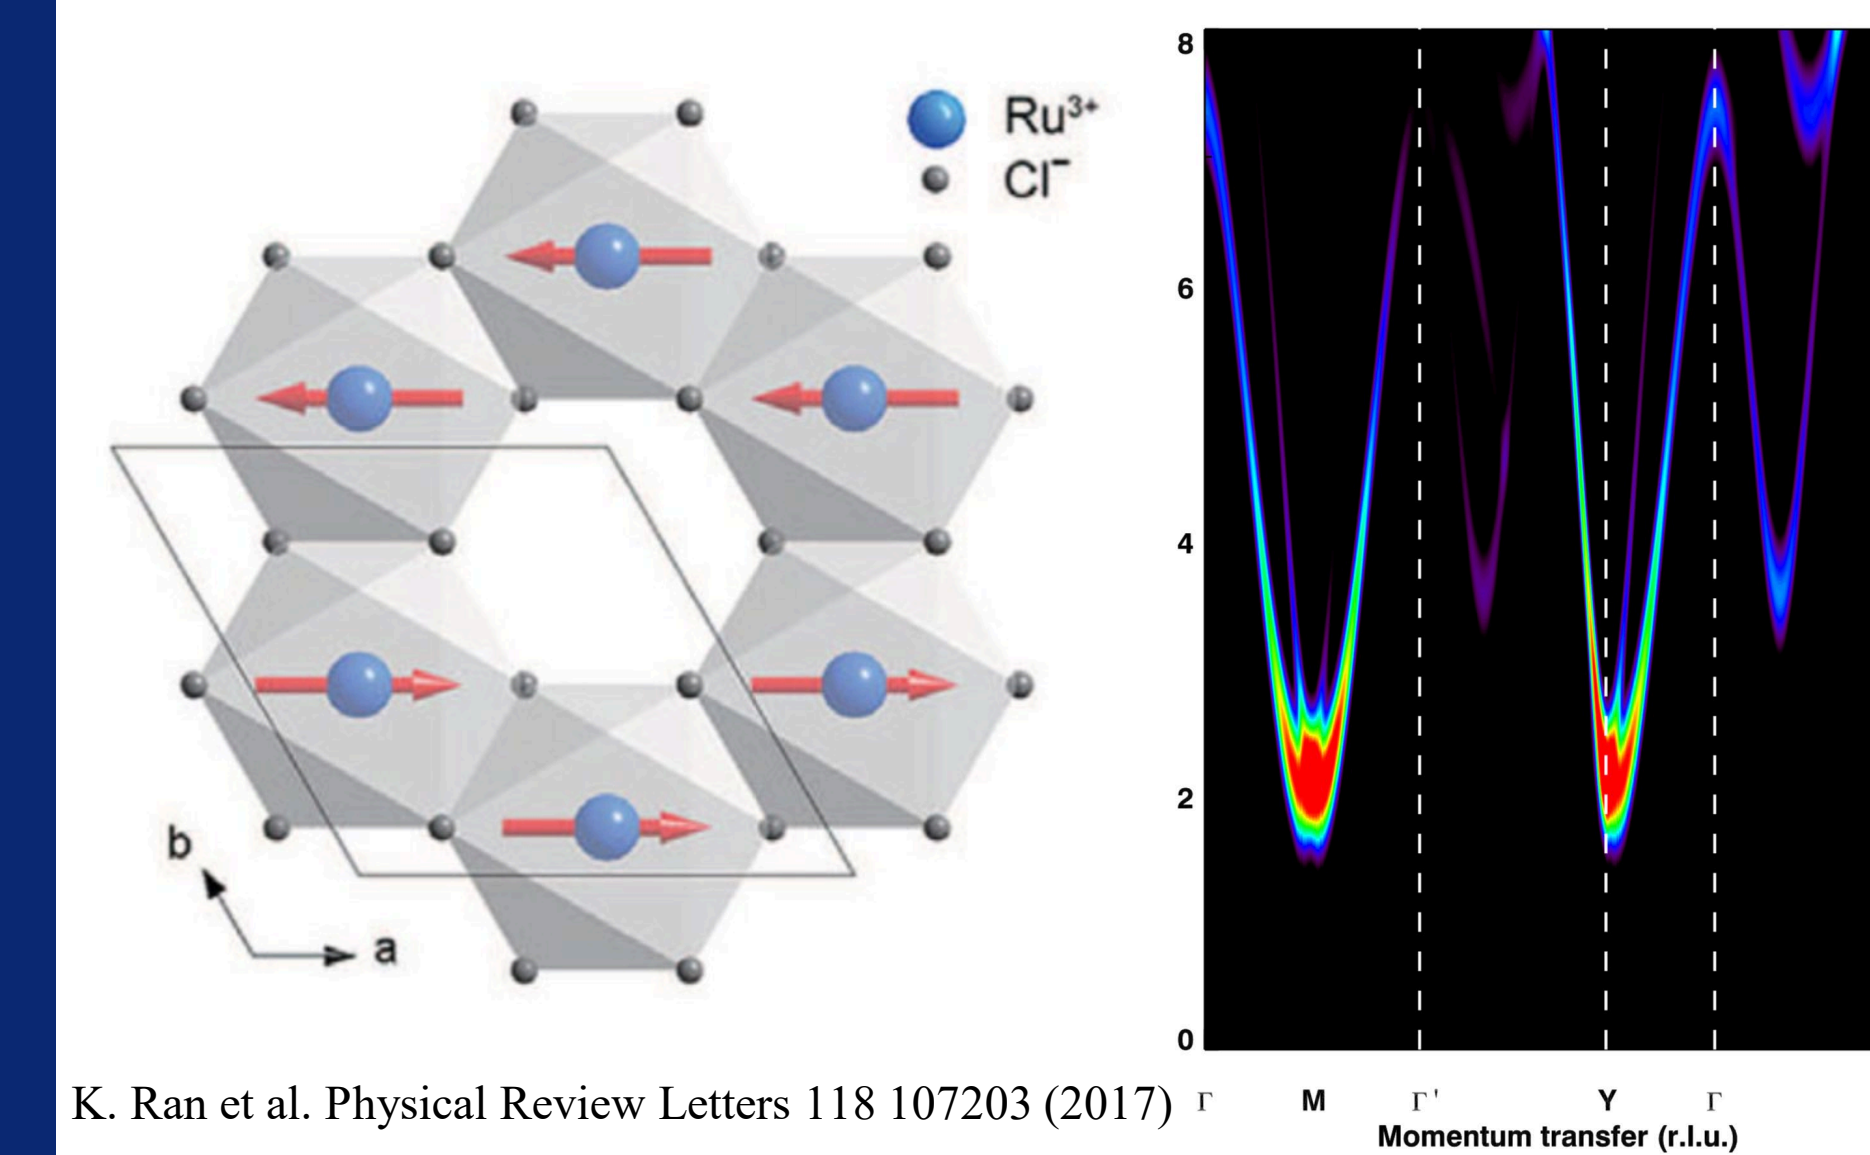 Ru³⁺
Cl⁻
b
a
8
6
4
2
0
Γ M Γ' Y Γ
Momentum transfer (r.l.u.)
K. Ran et al. Physical Review Letters 118 107203 (2017)